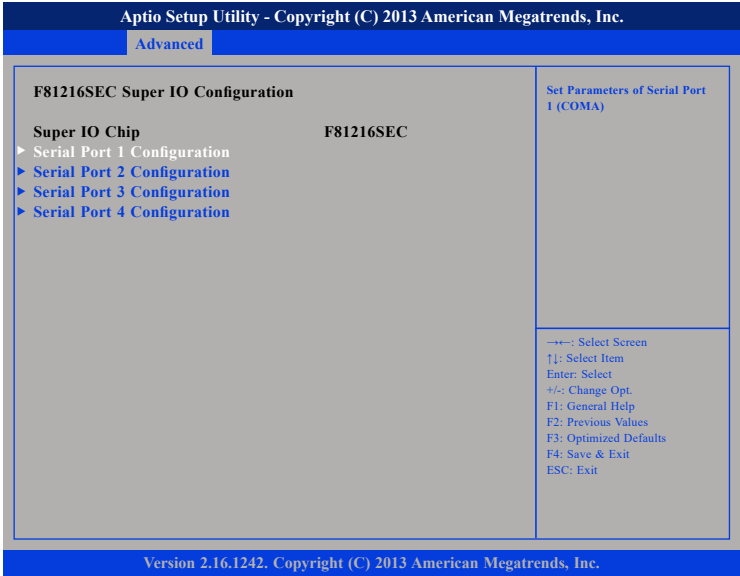 Aptio Setup Utility - Copyright (C) 2013 American Megatrends, Inc.
Advanced
F81216SEC Super IO Configuration
Super IO Chip F81216SEC
Serial Port 1 Configuration
Serial Port 2 Configuration
Serial Port 3 Configuration
Serial Port 4 Configuration
Set Parameters of Serial Port
1 (COMA)
→←: Select Screen
↑↓: Select Item
Enter: Select
+/-: Change Opt.
F1: General Help
F2: Previous Values
F3: Optimized Defaults
F4: Save & Exit
ESC: Exit
Version 2.16.1242. Copyright (C) 2013 American Megatrends, Inc.